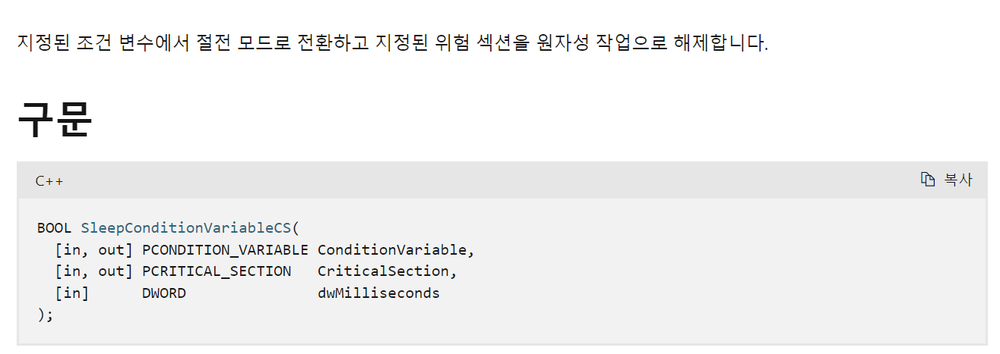 지정된 조건 변수에서 절전 모드로 전환하고 지정된 위험 섹션을 원자성 작업으로 해제합니다.
구문
C++ 복사
BOOL SleepConditionVariableCS(
  [in, out] PCONDITION_VARIABLE ConditionVariable,
  [in, out] PCRITICAL_SECTION   CriticalSection,
  [in]      DWORD               dwMilliseconds
);